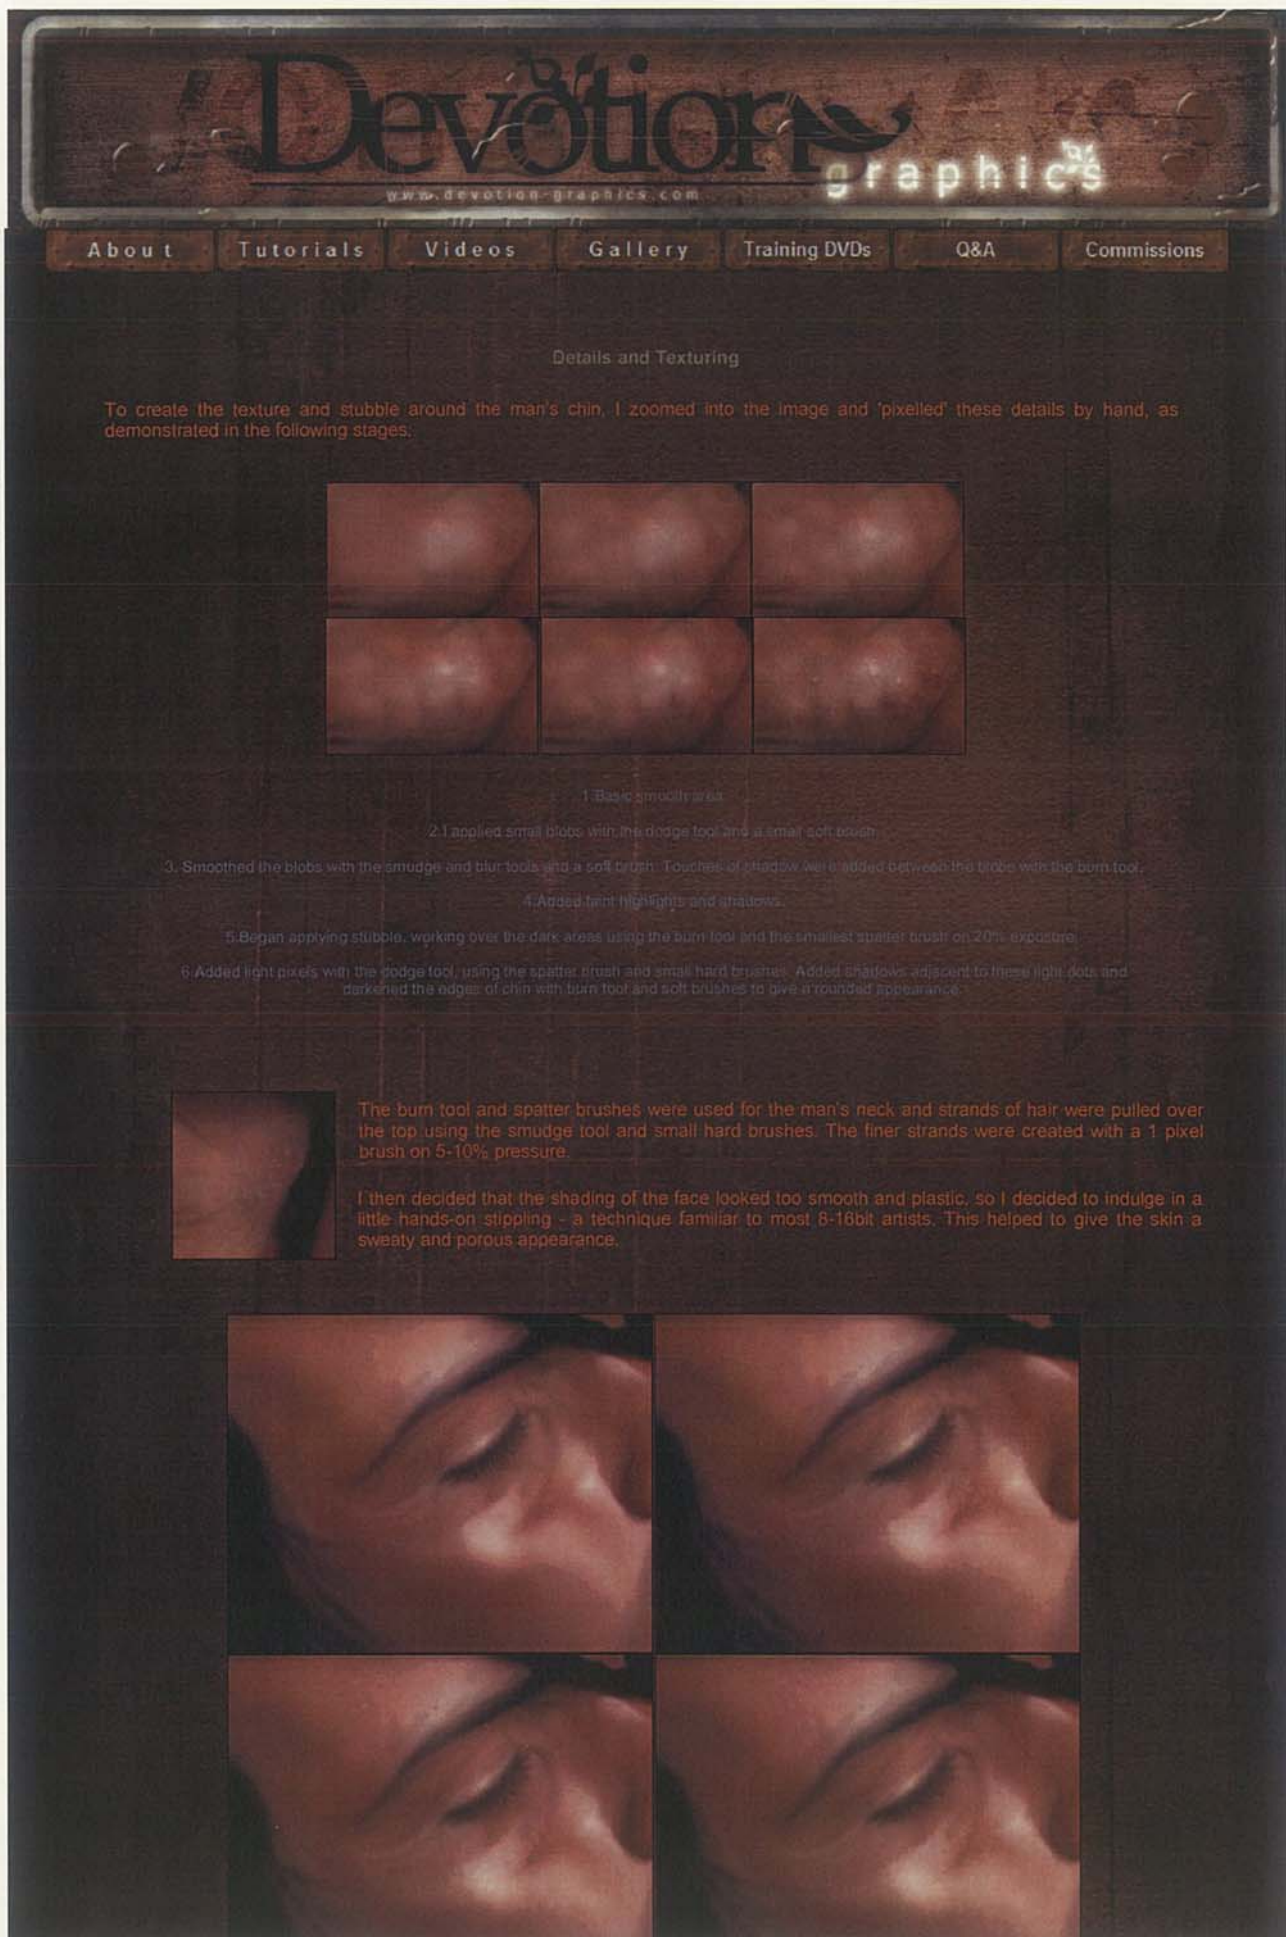 Devotion
graphics
www.devotion-graphics.com
About Tutorials Videos Gallery Training DVDs Q&A Commissions
Details and Texturing
To create the texture and stubble around the man's chin, I zoomed into the image and 'pixelled' these details by hand, as
demonstrated in the following stages:
1.Basic smooth area.
2.I applied small blobs with the dodge tool and a small soft brush.
3. Smoothed the blobs with the smudge and blur tools and a soft brush. Touches of shadow were added between the blobs with the burn tool.
4.Added faint highlights and shadows.
5.Began applying stubble, working over the dark areas using the burn tool and the smallest spatter brush on 20% exposure.
6.Added light pixels with the dodge tool, using the spatter brush and small hard brushes. Added shadows adjacent to these light dots and
darkened the edges of chin with burn tool and soft brushes to give a rounded appearance.
The burn tool and spatter brushes were used for the man's neck and strands of hair were pulled over
the top using the smudge tool and small hard brushes. The finer strands were created with a 1 pixel
brush on 5-10% pressure.
I then decided that the shading of the face looked too smooth and plastic, so I decided to indulge in a
little hands-on stippling - a technique familiar to most 8-16bit artists. This helped to give the skin a
sweaty and porous appearance.